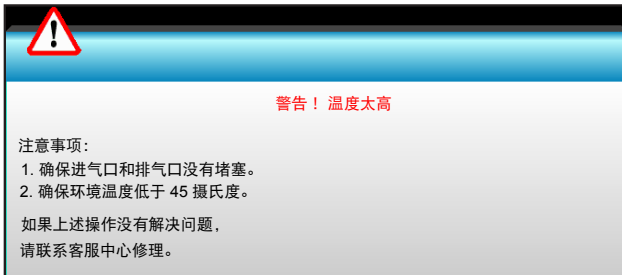 警告！温度太高
注意事项：
1. 确保进气口和排气口没有堵塞。
2. 确保环境温度低于 45 摄氏度。
如果上述操作没有解决问题，
请联系客服中心修理。